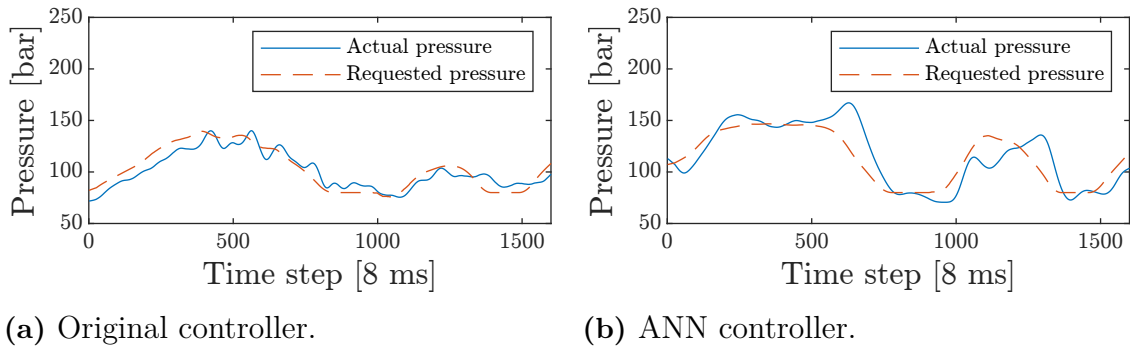 250
200
150
100
50
Pressure [bar]
Actual pressure
Requested pressure
0
500
1000
1500
Time step [8 ms]
(a) Original controller.
250
200
150
100
50
Pressure [bar]
Actual pressure
Requested pressure
0
500
1000
1500
Time step [8 ms]
(b) ANN controller.